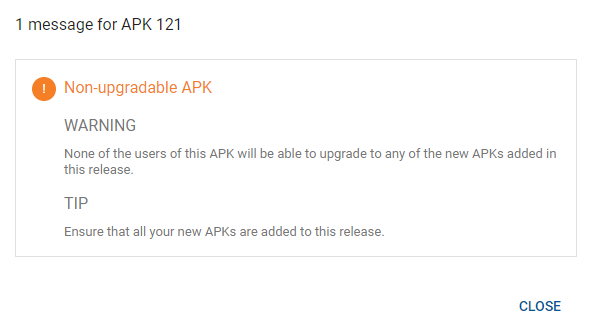 1 message for APK 121
!
Non-upgradable APK
WARNING
None of the users of this APK will be able to upgrade to any of the new APKs added in
this release.
TIP
Ensure that all your new APKs are added to this release.
CLOSE